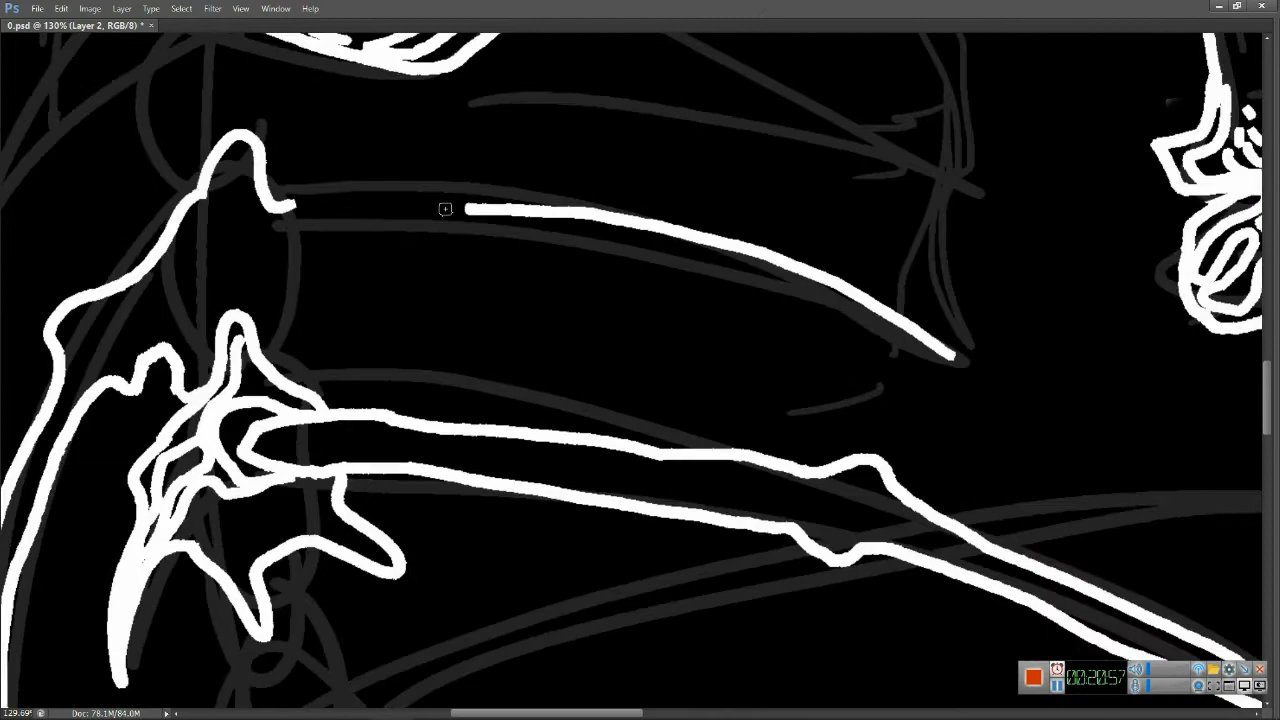 Ps File Edit Image Layer Type Select Filter View Window Help
0.psd @ 130% (Layer 2, RGB/8) *
00:20:57
129.69% Doc: 78.1M/84.0M